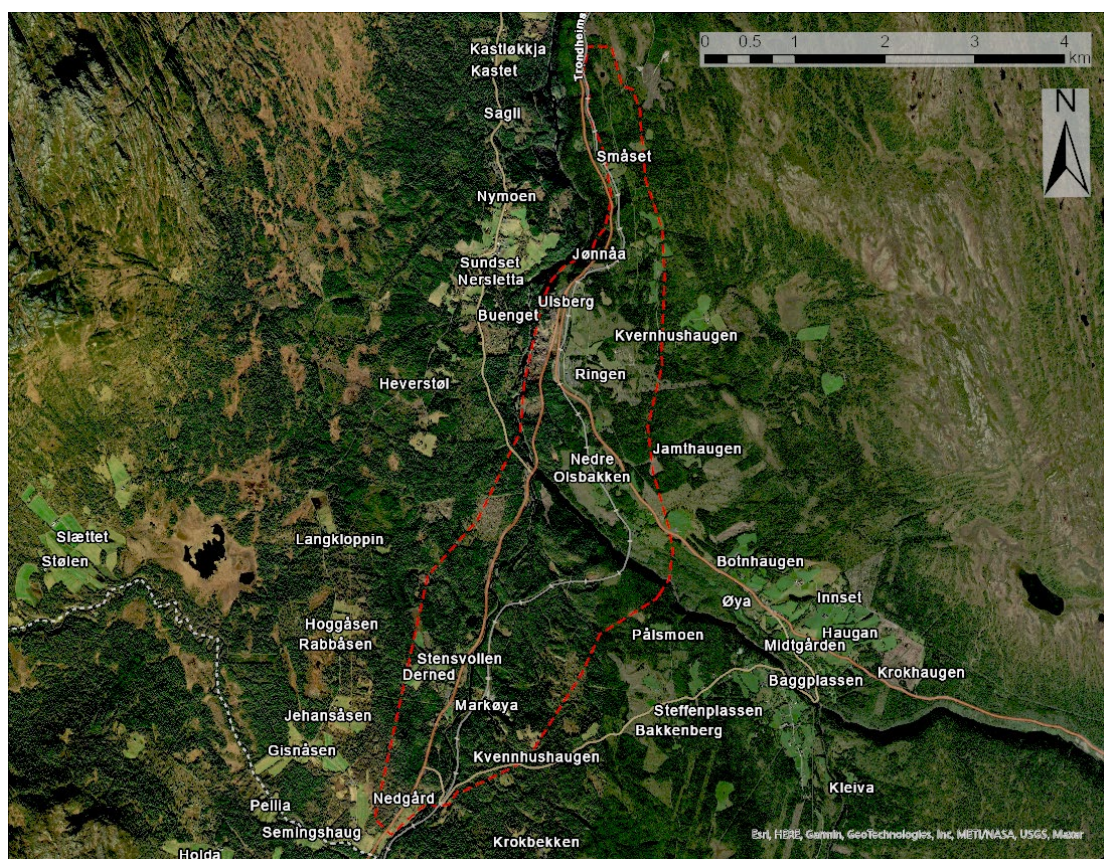 Trondheims
0 0.5 1 2 3 4
km
N
Kastløkkja
Kastet
Sagli
Småset
Nymoen
Jønnåa
Sundset
Nersletta
Ulsberg
Buenget
Kvernhushaugen
Ringen
Heverstøl
Jamthaugen
Nedre
Olsbakken
Langkloppin
Slættet
Stølen
Botnhaugen
Innset
Øya
Hoggåsen
Rabbåsen
Pålsmoen
Haugan
Midtgården
Stensvollen
Derned
Baggplassen
Krokhaugen
Markøya
Steffenplassen
Jehansåsen
Bakkenberg
Gisnåsen
Kvennhushaugen
Kleiva
Nedgård
Pellla
Semingshaug
Krokbekken
Holda
Esri, HERE, Garmin, GeoTechnologies, Inc, METI/NASA, USGS, Maxar